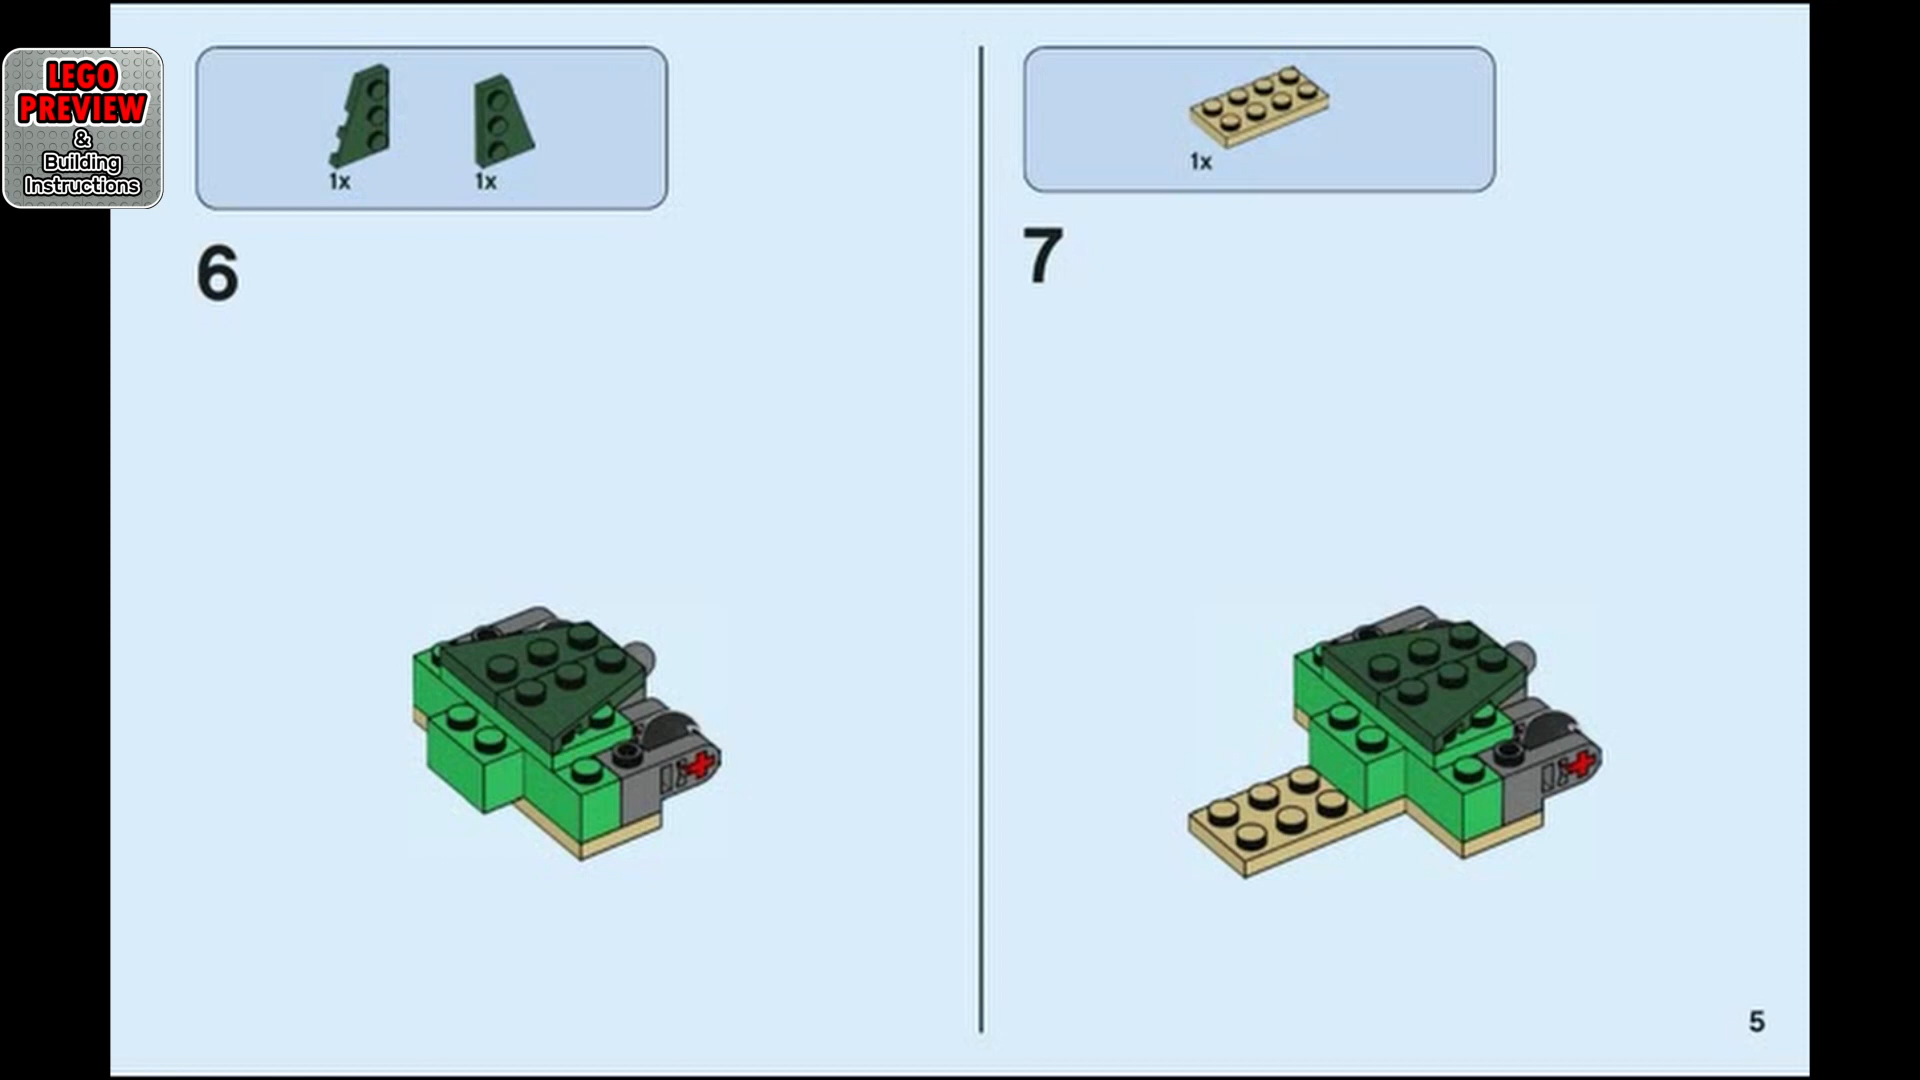 LEGO
PREVIEW
&
Building
Instructions
1x
1x
6
1x
7
5